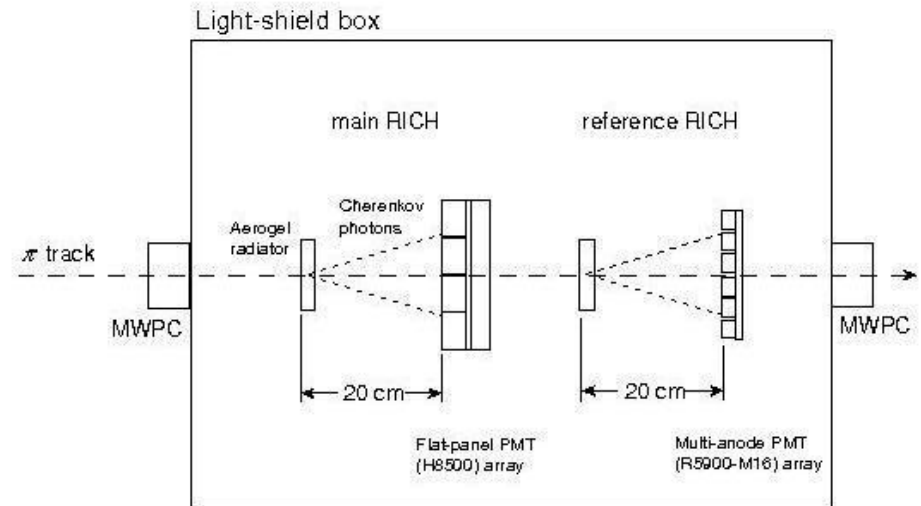 Light-shield box
main RICH
reference RICH
Aerogel
radiator
Cherenkov
photons
π track
MWPC
MWPC
20 cm
20 cm
Flat-panel PMT
(H8500) array
Multi-anode PMT
(R5900-M16) array